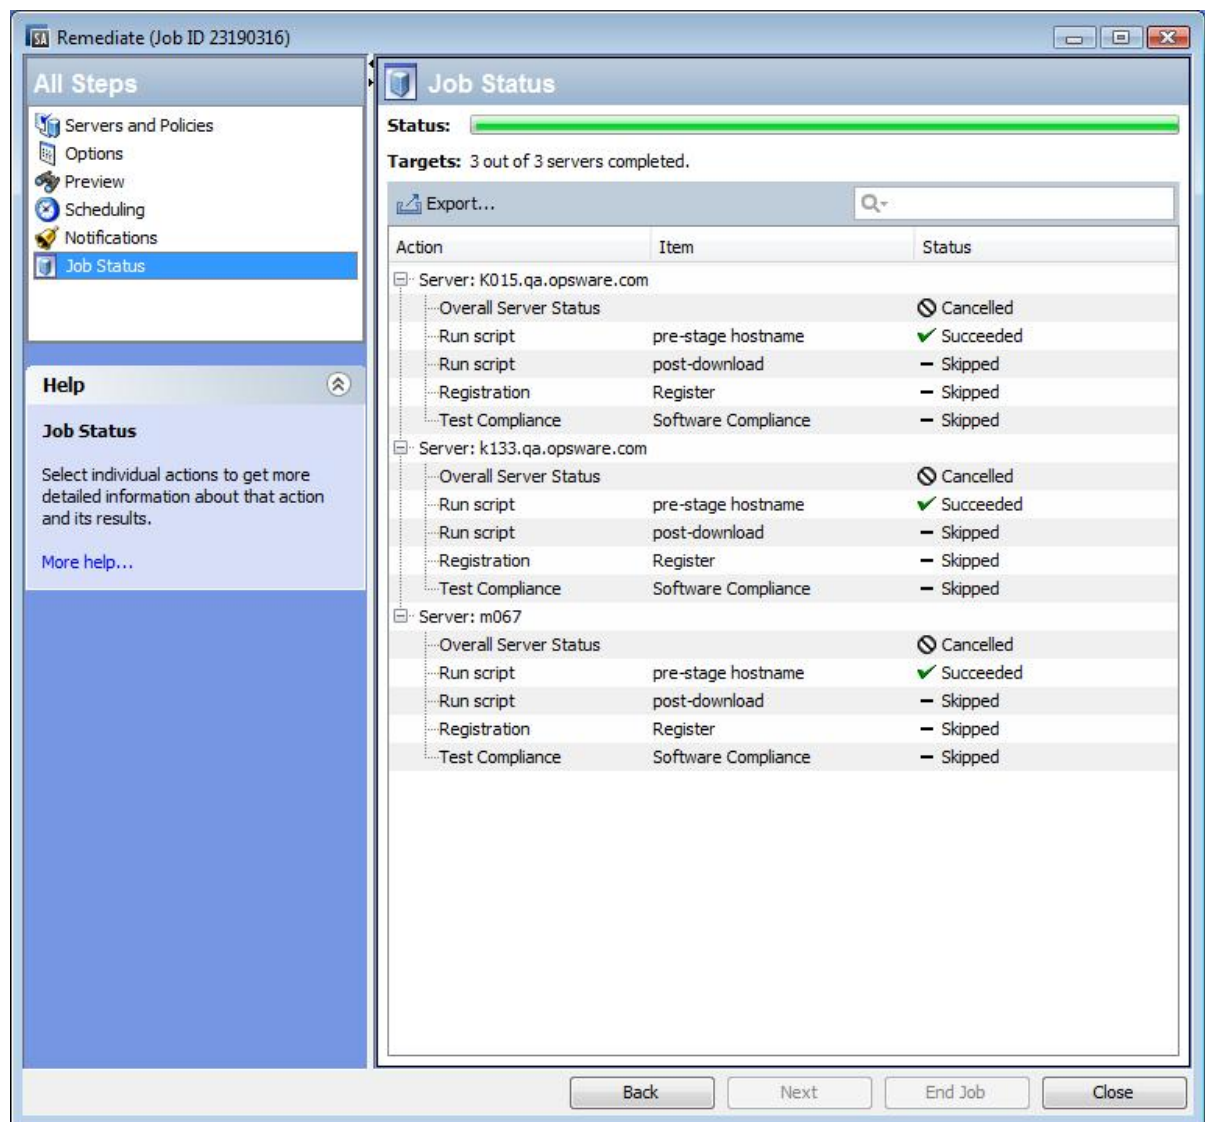 SA Remediate (Job ID 23190316)
All Steps
Servers and Policies
Options
Preview
Scheduling
Notifications
Job Status
Help
Job Status
Select individual actions to get more
detailed information about that action
and its results.
More help...
Job Status
Status:
Targets: 3 out of 3 servers completed.
Export...
Action Item Status
Server: K015.qa.opsware.com
Overall Server Status Cancelled
Run script pre-stage hostname Succeeded
Run script post-download Skipped
Registration Register Skipped
Test Compliance Software Compliance Skipped
Server: k133.qa.opsware.com
Overall Server Status Cancelled
Run script pre-stage hostname Succeeded
Run script post-download Skipped
Registration Register Skipped
Test Compliance Software Compliance Skipped
Server: m067
Overall Server Status Cancelled
Run script pre-stage hostname Succeeded
Run script post-download Skipped
Registration Register Skipped
Test Compliance Software Compliance Skipped
Back Next End Job Close